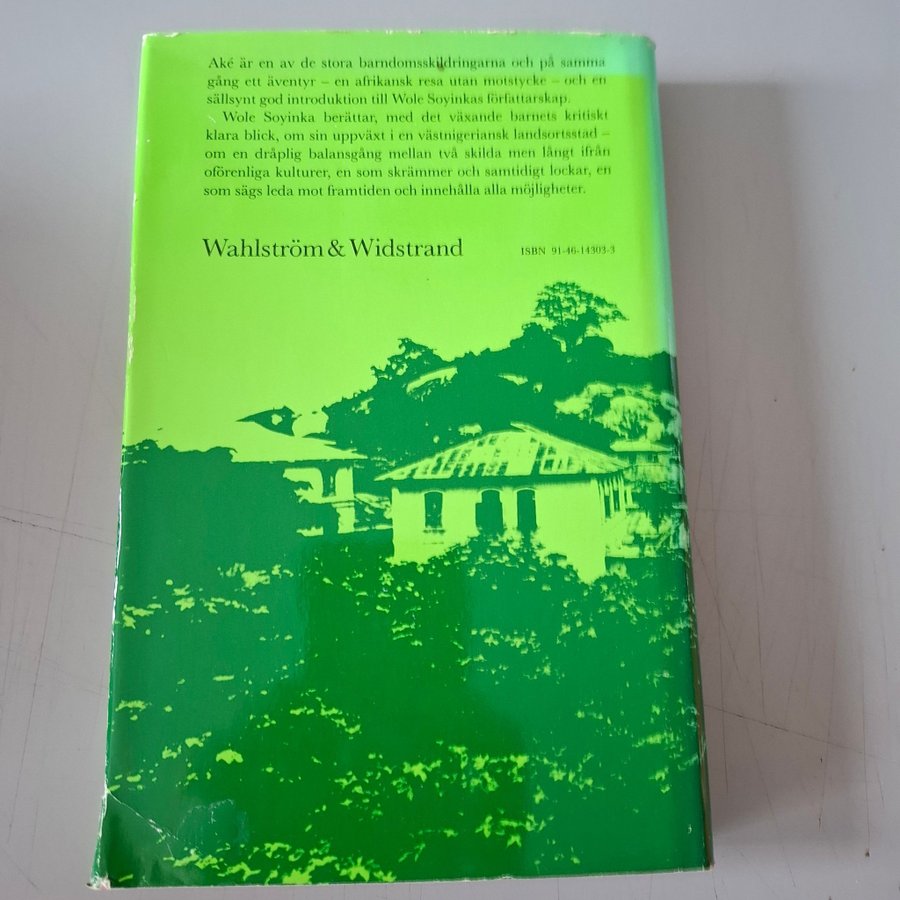 Aké är en av de stora barndomsskildringarna och på samma
gång ett äventyr – en afrikansk resa utan motstycke – och en
sällsynt god introduktion till Wole Soyinkas författarskap.
Wole Soyinka berättar, med det växande barnets kritiskt
klara blick, om sin uppväxt i en västnigeriansk landsortsstad –
om en dråplig balansgång mellan två skilda men långt ifrån
oförenliga kulturer, en som skrämmer och samtidigt lockar, en
som sägs leda mot framtiden och innehålla alla möjligheter.
Wahlström & Widstrand
ISBN 91-46-14303-3